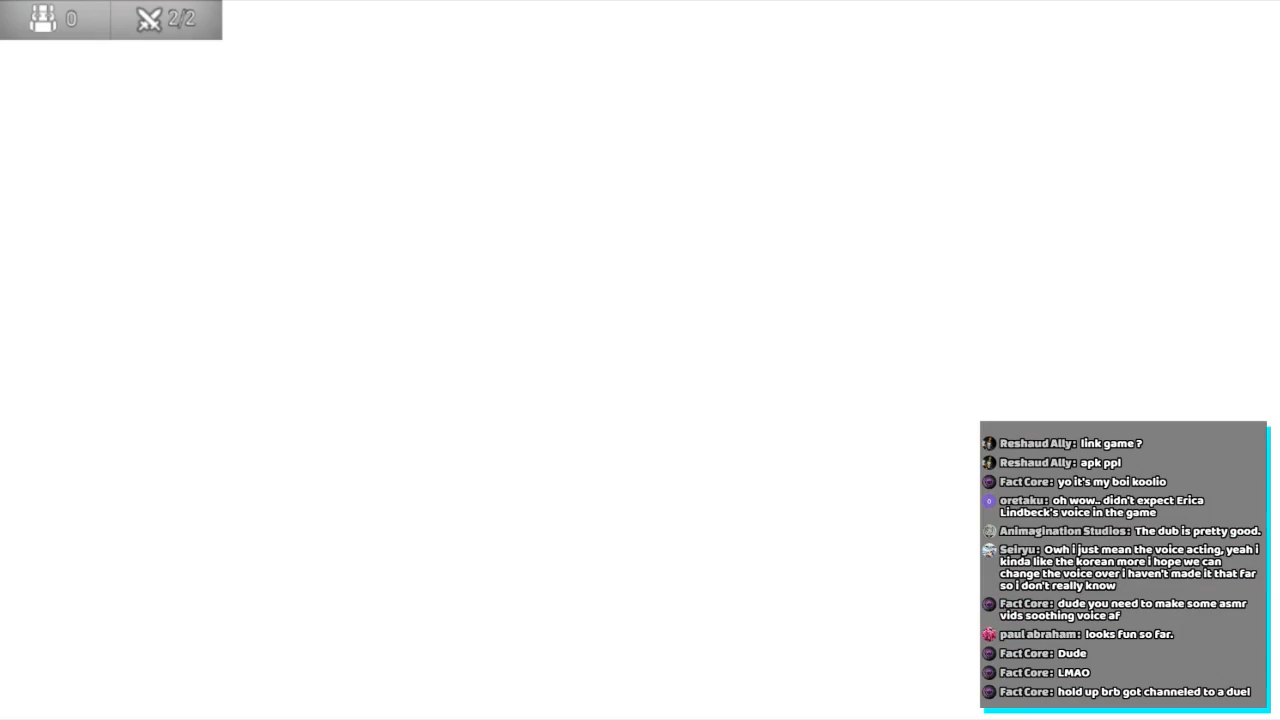 0 2/2
Reshaud Ally: link game ?
Reshaud Ally: apk ppl
Fact Core: yo it's my boi koolio
oretaku: oh wow.. didn't expect Erica
Lindbeck's voice in the game
Animagination Studios: The dub is pretty good.
Seiryu: Owh i just mean the voice acting, yeah i
kinda like the korean more i hope we can
change the voice over i haven't made it that far
so i don't really know
Fact Core: dude you need to make some asmr
vids soothing voice af
paul abraham: looks fun so far.
Fact Core: Dude
Fact Core: LMAO
Fact Core: hold up brb got channeled to a duel